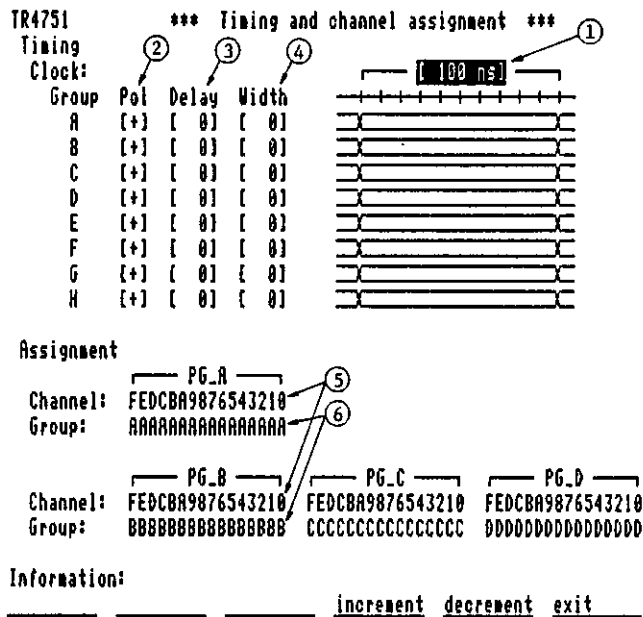 TR4751 *** Timing and channel assignment *** ①
Timing ② ③ ④
Clock: [ 100 ns]
Group Pol Delay Width
A [+] [ 0] [ 0]
B [+] [ 0] [ 0]
C [+] [ 0] [ 0]
D [+] [ 0] [ 0]
E [+] [ 0] [ 0]
F [+] [ 0] [ 0]
G [+] [ 0] [ 0]
H [+] [ 0] [ 0]
Assignment
PG_A ⑤
Channel: FEDCBA9876543210
Group: AAAAAAAAAAAAAAAA ⑥
PG_B PG_C PG_D
Channel: FEDCBA9876543210 FEDCBA9876543210 FEDCBA9876543210
Group: BBBBBBBBBBBBBBBB CCCCCCCCCCCCCCCC DDDDDDDDDDDDDDDD
Information:
increment decrement exit